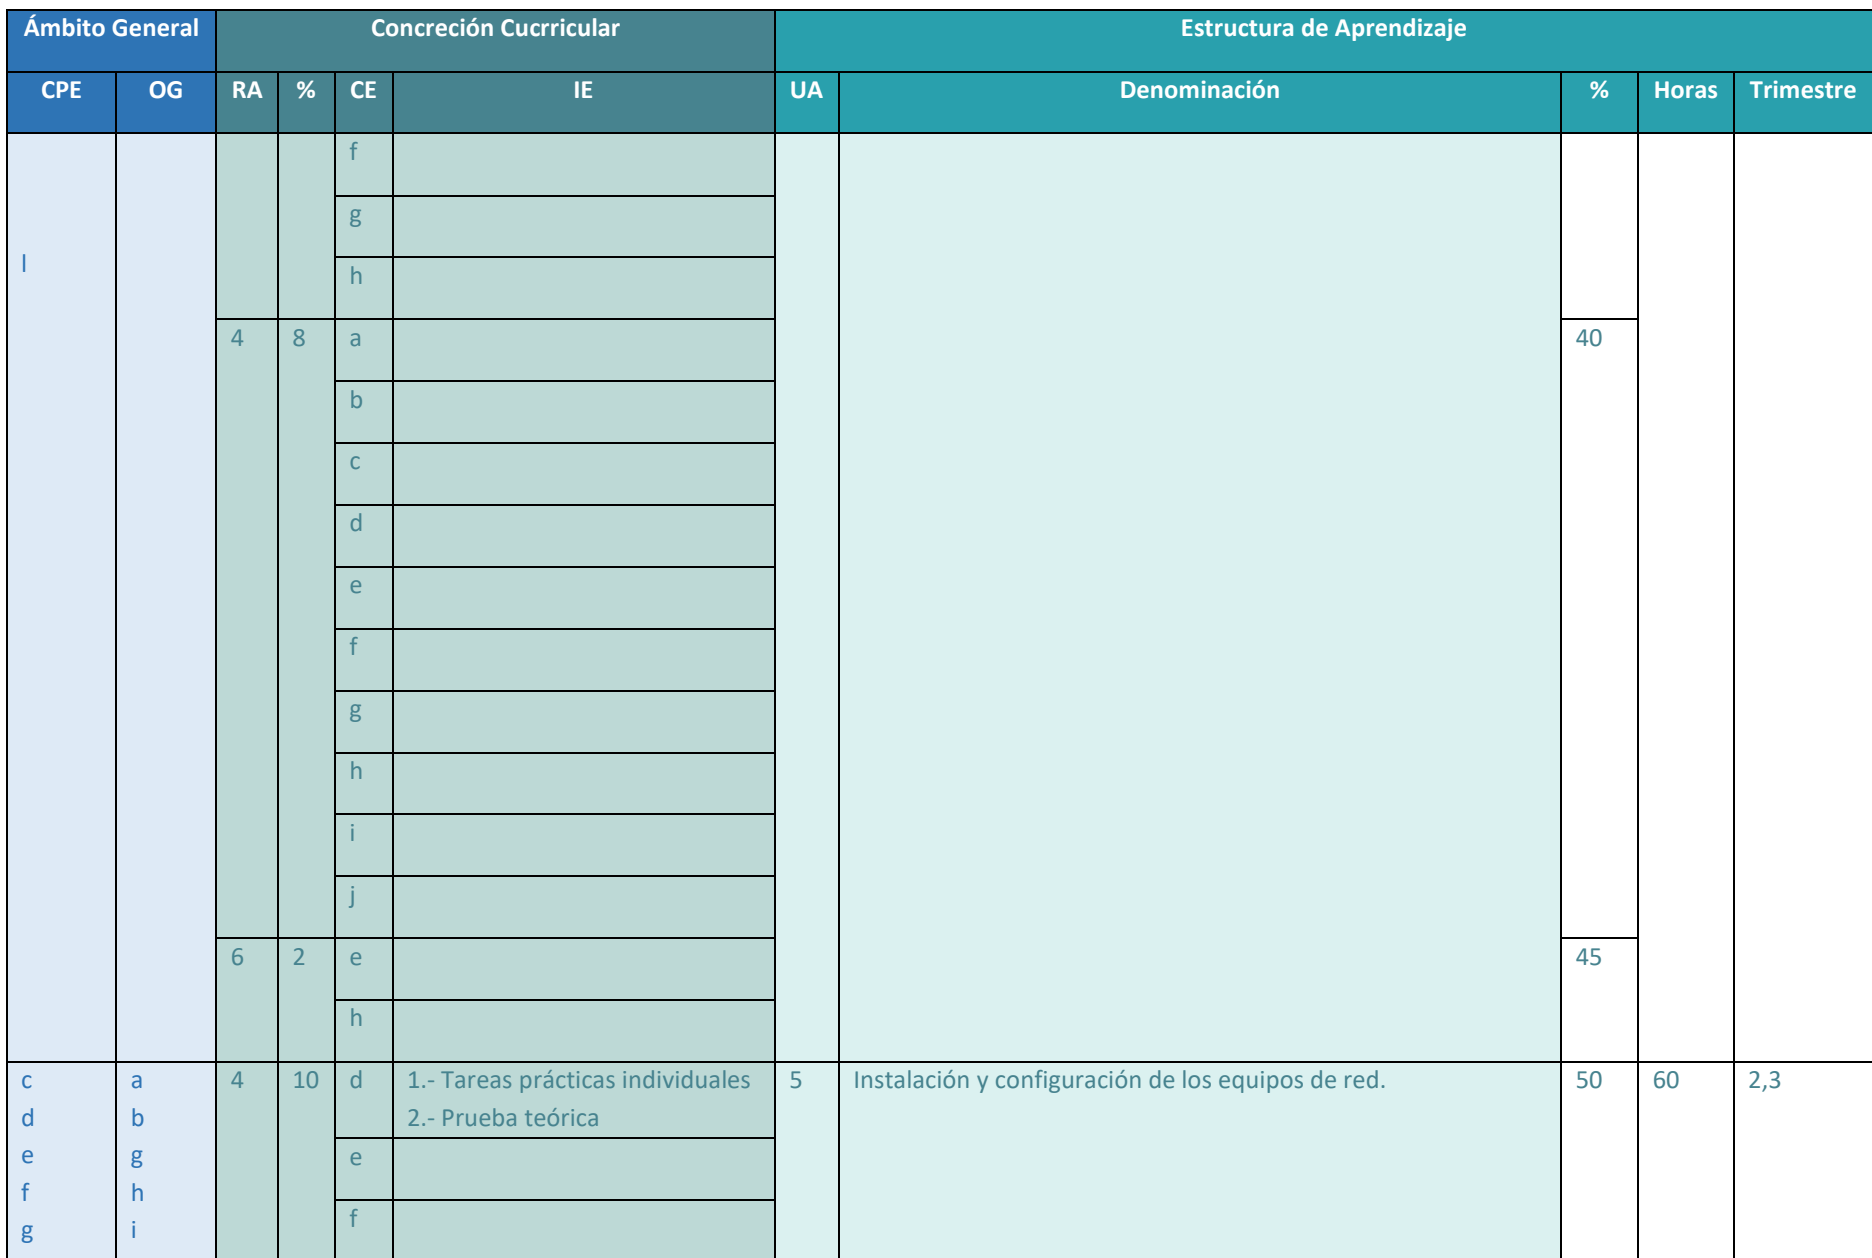 Ámbito General Concreción Cucrricular Estructura de Aprendizaje
CPE OG RA % CE IE UA Denominación % Horas Trimestre
f
g
l
h
4 8 a 40
b
c
d
e
f
g
h
i
j
6 2 e 45
h
c a 4 10 d 1.- Tareas prácticas individuales 5 Instalación y configuración de los equipos de red. 50 60 2,3
d b 2.- Prueba teórica
e g e
f h
g i f